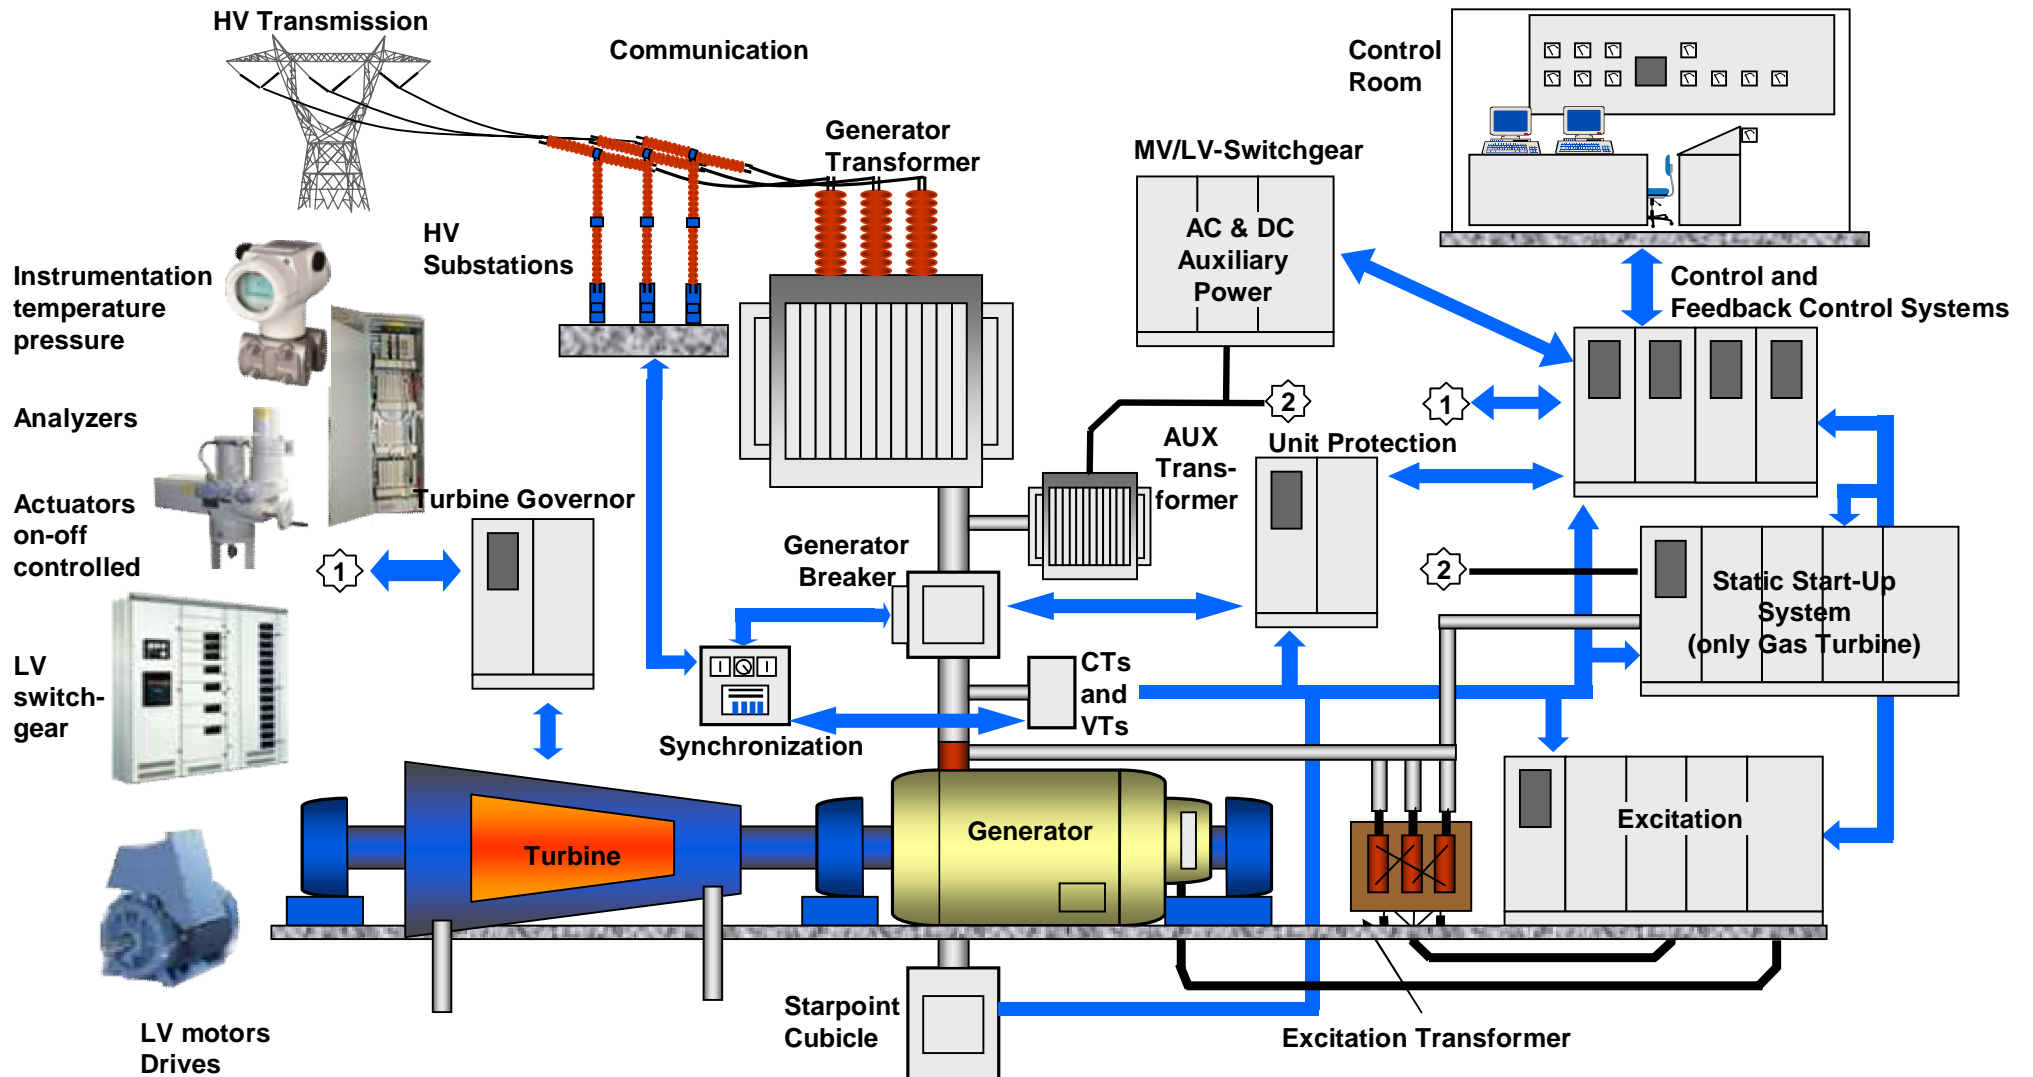 HV Transmission
Communication
Control
Room
Generator
Transformer
MV/LV-Switchgear
HV
Substations
AC & DC
Auxiliary
Power
Instrumentation
temperature
pressure
Control and
Feedback Control Systems
2
1
Analyzers
AUX
Trans-
former
Unit Protection
Turbine Governor
Actuators
on-off
controlled
1
Generator
Breaker
2
Static Start-Up
System
(only Gas Turbine)
LV
switch-
gear
CTs
and
VTs
Synchronization
Turbine
Generator
Excitation
Starpoint
Cubicle
Excitation Transformer
LV motors
Drives